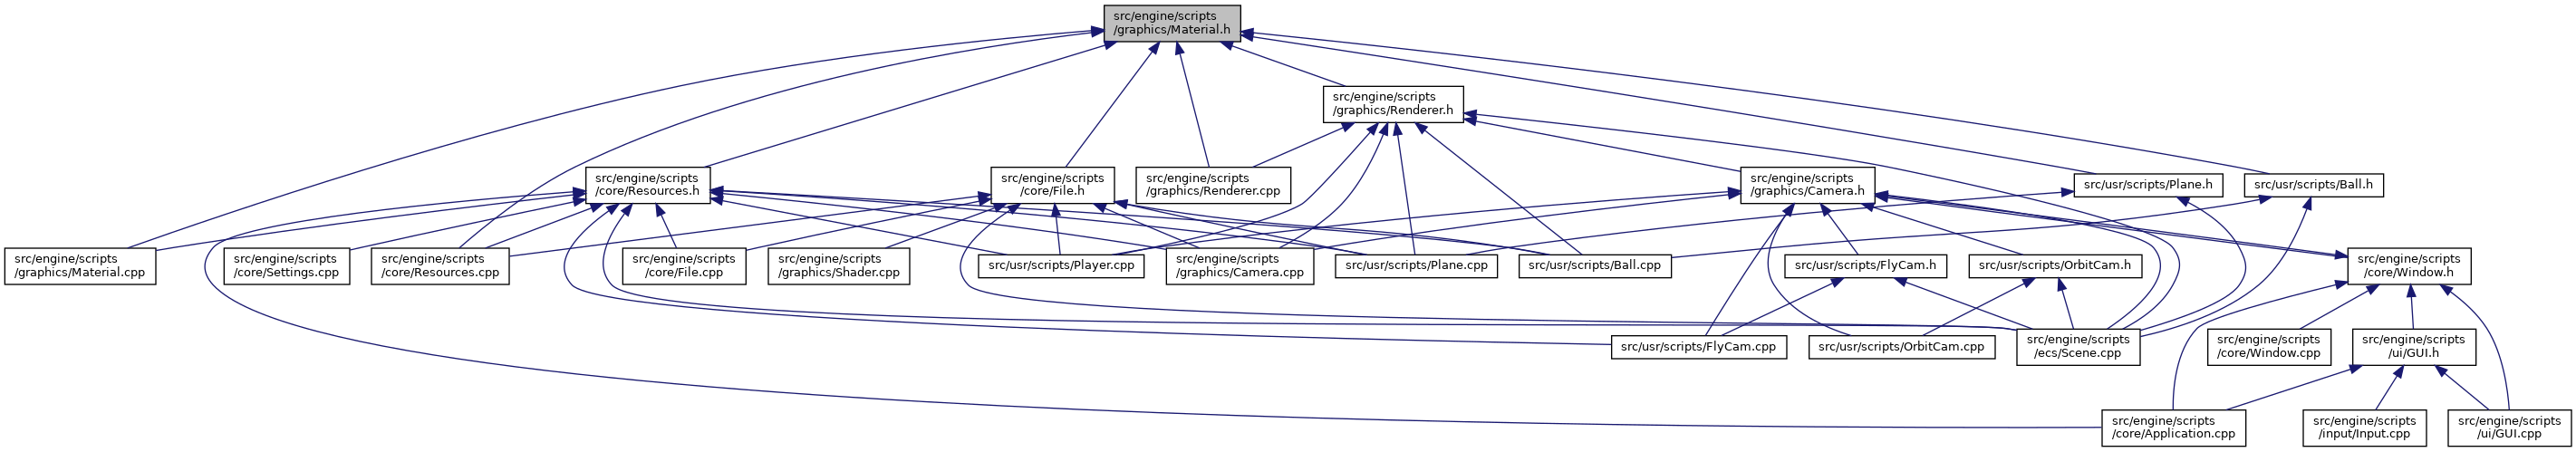 src/engine/scripts
/graphics/Material.h
src/engine/scripts
/graphics/Renderer.h
src/engine/scripts
/core/Resources.h
src/engine/scripts
/core/File.h
src/engine/scripts
/graphics/Renderer.cpp
src/engine/scripts
/graphics/Camera.h
src/usr/scripts/Plane.h
src/usr/scripts/Ball.h
src/engine/scripts
/graphics/Material.cpp
src/engine/scripts
/core/Settings.cpp
src/engine/scripts
/core/Resources.cpp
src/engine/scripts
/core/File.cpp
src/engine/scripts
/graphics/Shader.cpp
src/usr/scripts/Player.cpp
src/engine/scripts
/graphics/Camera.cpp
src/usr/scripts/Plane.cpp
src/usr/scripts/Ball.cpp
src/usr/scripts/FlyCam.h
src/usr/scripts/OrbitCam.h
src/engine/scripts
/core/Window.h
src/usr/scripts/FlyCam.cpp
src/usr/scripts/OrbitCam.cpp
src/engine/scripts
/ecs/Scene.cpp
src/engine/scripts
/core/Window.cpp
src/engine/scripts
/ui/GUI.h
src/engine/scripts
/core/Application.cpp
src/engine/scripts
/input/Input.cpp
src/engine/scripts
/ui/GUI.cpp